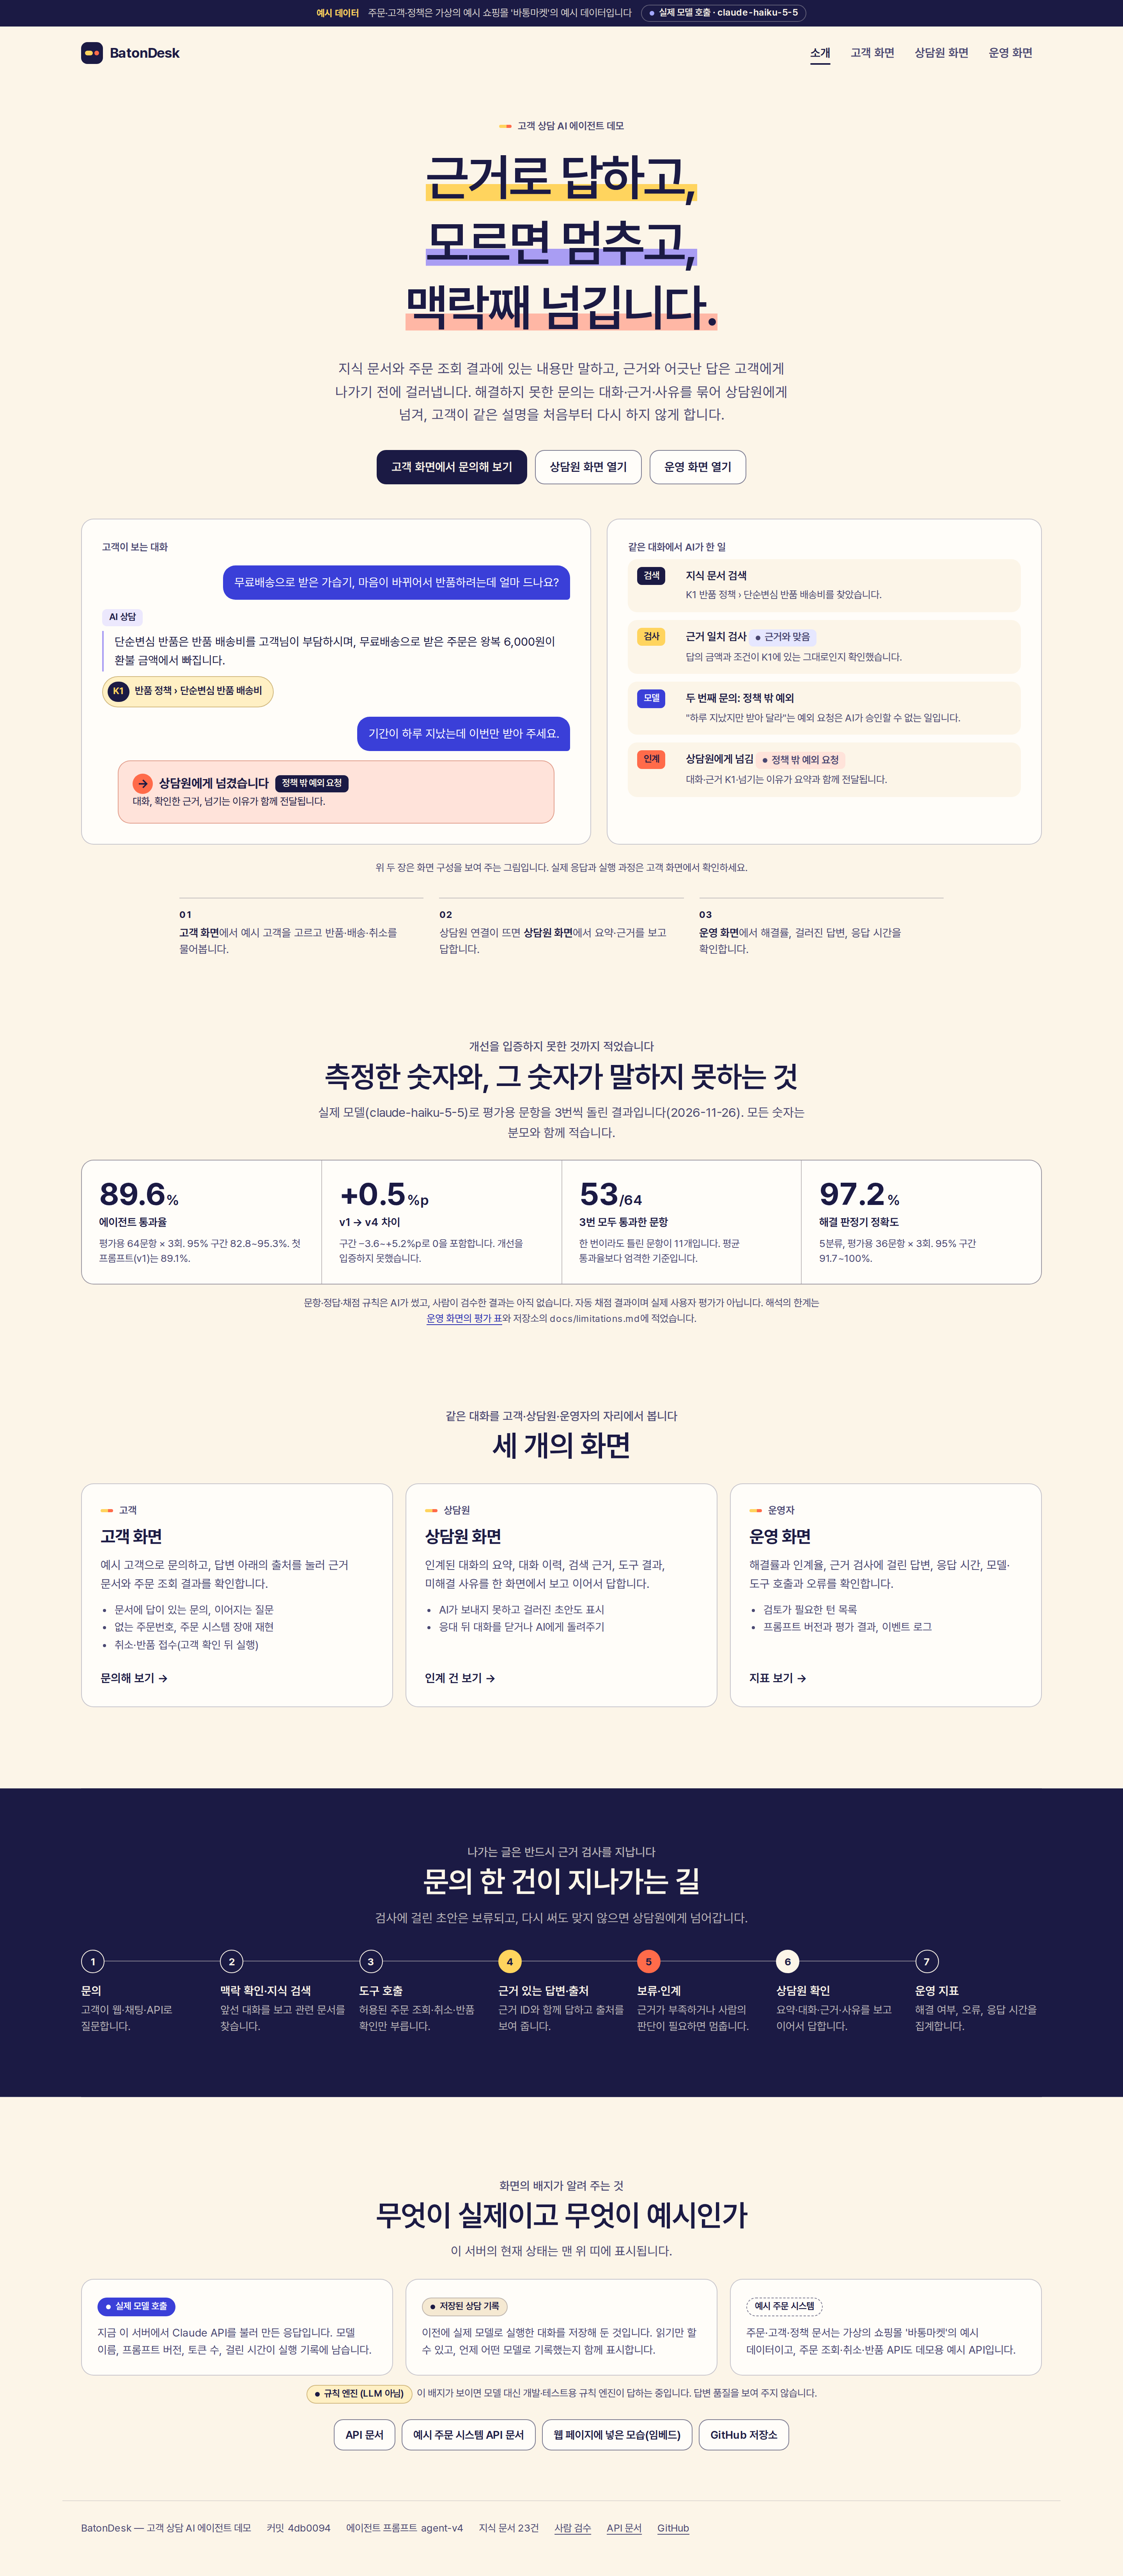 예시 데이터 주문·고객·정책은 가상의 예시 쇼핑몰 '바통마켓'의 예시 데이터입니다 실제 모델 호출 · claude-haiku-5-5
BatonDesk 소개 고객 화면 상담원 화면 운영 화면
고객 상담 AI 에이전트 데모
근거로 답하고,
모르면 멈추고,
맥락째 넘깁니다.
지식 문서와 주문 조회 결과에 있는 내용만 말하고, 근거와 어긋난 답은 고객에게
나가기 전에 걸러냅니다. 해결하지 못한 문의는 대화·근거·사유를 묶어 상담원에게
넘겨, 고객이 같은 설명을 처음부터 다시 하지 않게 합니다.
고객 화면에서 문의해 보기 상담원 화면 열기 운영 화면 열기
고객이 보는 대화
무료배송으로 받은 가습기, 마음이 바뀌어서 반품하려는데 얼마 드나요?
AI 상담
단순변심 반품은 반품 배송비를 고객님이 부담하시며, 무료배송으로 받은 주문은 왕복 6,000원이
환불 금액에서 빠집니다.
K1 반품 정책 › 단순변심 반품 배송비
기간이 하루 지났는데 이번만 받아 주세요.
→ 상담원에게 넘겼습니다 정책 밖 예외 요청
대화, 확인한 근거, 넘기는 이유가 함께 전달됩니다.
같은 대화에서 AI가 한 일
검색 지식 문서 검색
K1 반품 정책 › 단순변심 반품 배송비를 찾았습니다.
검사 근거 일치 검사 근거와 맞음
답의 금액과 조건이 K1에 있는 그대로인지 확인했습니다.
모델 두 번째 문의: 정책 밖 예외
"하루 지났지만 받아 달라"는 예외 요청은 AI가 승인할 수 없는 일입니다.
인계 상담원에게 넘김 정책 밖 예외 요청
대화·근거 K1·넘기는 이유가 요약과 함께 전달됩니다.
위 두 장은 화면 구성을 보여 주는 그림입니다. 실제 응답과 실행 과정은 고객 화면에서 확인하세요.
01
고객 화면에서 예시 고객을 고르고 반품·배송·취소를
물어봅니다.
02
상담원 연결이 뜨면 상담원 화면에서 요약·근거를 보고
답합니다.
03
운영 화면에서 해결률, 걸러진 답변, 응답 시간을
확인합니다.
개선을 입증하지 못한 것까지 적었습니다
측정한 숫자와, 그 숫자가 말하지 못하는 것
실제 모델(claude-haiku-5-5)로 평가용 문항을 3번씩 돌린 결과입니다(2026-11-26). 모든 숫자는
분모와 함께 적습니다.
89.6%
에이전트 통과율
평가용 64문항 × 3회. 95% 구간 82.8~95.3%. 첫
프롬프트(v1)는 89.1%.
+0.5%p
v1 → v4 차이
구간 −3.6~+5.2%p로 0을 포함합니다. 개선을
입증하지 못했습니다.
53/64
3번 모두 통과한 문항
한 번이라도 틀린 문항이 11개입니다. 평균
통과율보다 엄격한 기준입니다.
97.2%
해결 판정기 정확도
5분류, 평가용 36문항 × 3회. 95% 구간
91.7~100%.
문항·정답·채점 규칙은 AI가 썼고, 사람이 검수한 결과는 아직 없습니다. 자동 채점 결과이며 실제 사용자 평가가 아닙니다. 해석의 한계는
운영 화면의 평가 표와 저장소의 docs/limitations.md에 적었습니다.
같은 대화를 고객·상담원·운영자의 자리에서 봅니다
세 개의 화면
고객
고객 화면
예시 고객으로 문의하고, 답변 아래의 출처를 눌러 근거
문서와 주문 조회 결과를 확인합니다.
• 문서에 답이 있는 문의, 이어지는 질문
• 없는 주문번호, 주문 시스템 장애 재현
• 취소·반품 접수(고객 확인 뒤 실행)
문의해 보기 →
상담원
상담원 화면
인계된 대화의 요약, 대화 이력, 검색 근거, 도구 결과,
미해결 사유를 한 화면에서 보고 이어서 답합니다.
• AI가 보내지 못하고 걸러진 초안도 표시
• 응대 뒤 대화를 닫거나 AI에게 돌려주기
인계 건 보기 →
운영자
운영 화면
해결률과 인계율, 근거 검사에 걸린 답변, 응답 시간, 모델·
도구 호출과 오류를 확인합니다.
• 검토가 필요한 턴 목록
• 프롬프트 버전과 평가 결과, 이벤트 로그
지표 보기 →
나가는 글은 반드시 근거 검사를 지납니다
문의 한 건이 지나가는 길
검사에 걸린 초안은 보류되고, 다시 써도 맞지 않으면 상담원에게 넘어갑니다.
1
문의
고객이 웹·채팅·API로
질문합니다.
2
맥락 확인·지식 검색
앞선 대화를 보고 관련 문서를
찾습니다.
3
도구 호출
허용된 주문 조회·취소·반품
확인만 부릅니다.
4
근거 있는 답변·출처
근거 ID와 함께 답하고 출처를
보여 줍니다.
5
보류·인계
근거가 부족하거나 사람의
판단이 필요하면 멈춥니다.
6
상담원 확인
요약·대화·근거·사유를 보고
이어서 답합니다.
7
운영 지표
해결 여부, 오류, 응답 시간을
집계합니다.
화면의 배지가 알려 주는 것
무엇이 실제이고 무엇이 예시인가
이 서버의 현재 상태는 맨 위 띠에 표시됩니다.
실제 모델 호출
지금 이 서버에서 Claude API를 불러 만든 응답입니다. 모델
이름, 프롬프트 버전, 토큰 수, 걸린 시간이 실행 기록에 남습니다.
저장된 상담 기록
이전에 실제 모델로 실행한 대화를 저장해 둔 것입니다. 읽기만 할
수 있고, 언제 어떤 모델로 기록했는지 함께 표시합니다.
예시 주문 시스템
주문·고객·정책 문서는 가상의 쇼핑몰 '바통마켓'의 예시
데이터이고, 주문 조회·취소·반품 API도 데모용 예시 API입니다.
규칙 엔진 (LLM 아님) 이 배지가 보이면 모델 대신 개발·테스트용 규칙 엔진이 답하는 중입니다. 답변 품질을 보여 주지 않습니다.
API 문서 예시 주문 시스템 API 문서 웹 페이지에 넣은 모습(임베드) GitHub 저장소
BatonDesk — 고객 상담 AI 에이전트 데모 커밋 4db0094 에이전트 프롬프트 agent-v4 지식 문서 23건 사람 검수 API 문서 GitHub